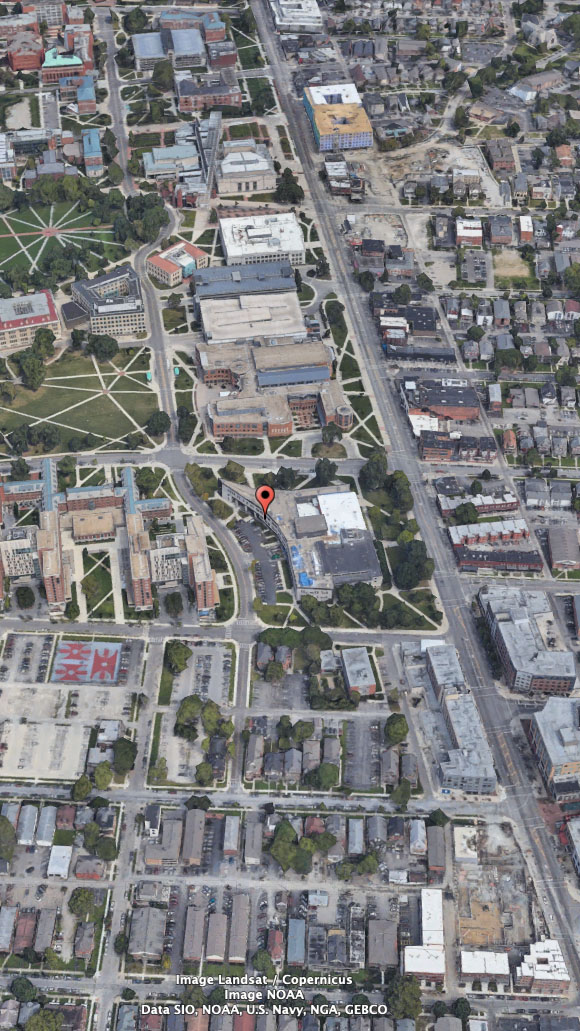 Image Landsat / Copernicus
Image NOAA
Data SIO, NOAA, U.S. Navy, NGA, GEBCO